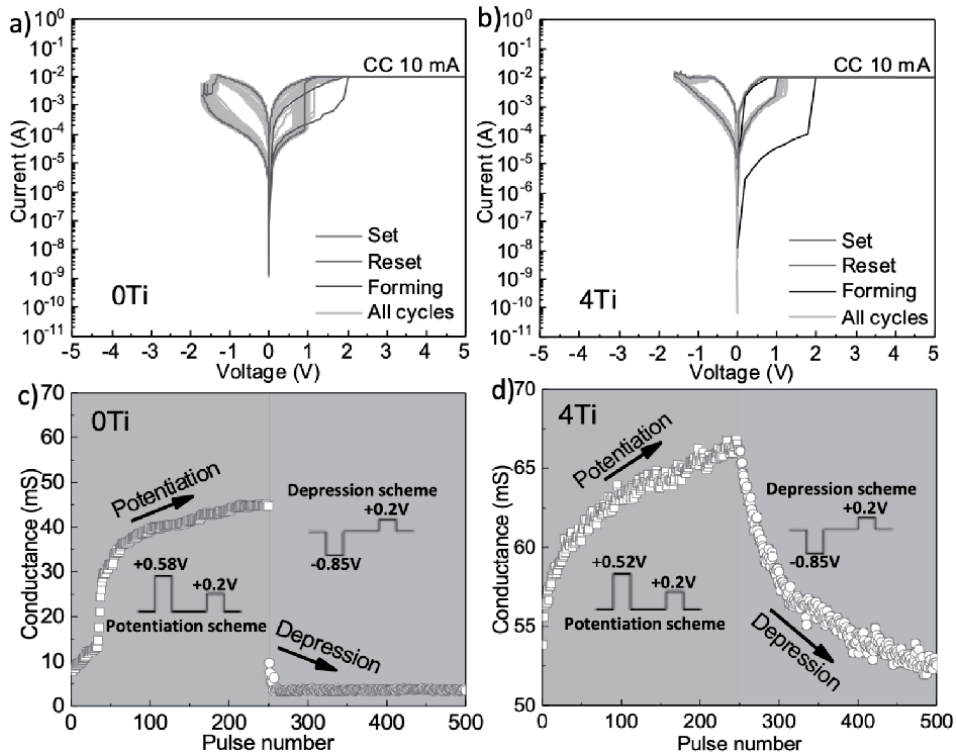 a)
10⁰
10⁻¹
10⁻²
10⁻³
10⁻⁴
10⁻⁵
10⁻⁶
10⁻⁷
10⁻⁸
10⁻⁹
10⁻¹⁰
10⁻¹¹
Current (A)
CC 10 mA
Set
Reset
Forming
All cycles
0Ti
-5 -4 -3 -2 -1 0 1 2 3 4 5
Voltage (V)
b)
10⁰
10⁻¹
10⁻²
10⁻³
10⁻⁴
10⁻⁵
10⁻⁶
10⁻⁷
10⁻⁸
10⁻⁹
10⁻¹⁰
10⁻¹¹
Current (A)
CC 10 mA
Set
Reset
Forming
All cycles
4Ti
-5 -4 -3 -2 -1 0 1 2 3 4 5
Voltage (V)
c)
70
60
50
40
30
20
10
0
Conductance (mS)
0Ti
Potentiation
Depression scheme
+0.2V
-0.85V
+0.58V
+0.2V
Potentiation scheme
Depression
0 100 200 300 400 500
Pulse number
d)
70
65
60
55
50
Conductance (mS)
4Ti
Potentiation
Depression scheme
+0.2V
-0.85V
+0.52V
+0.2V
Potentiation scheme
Depression
0 100 200 300 400 500
Pulse number